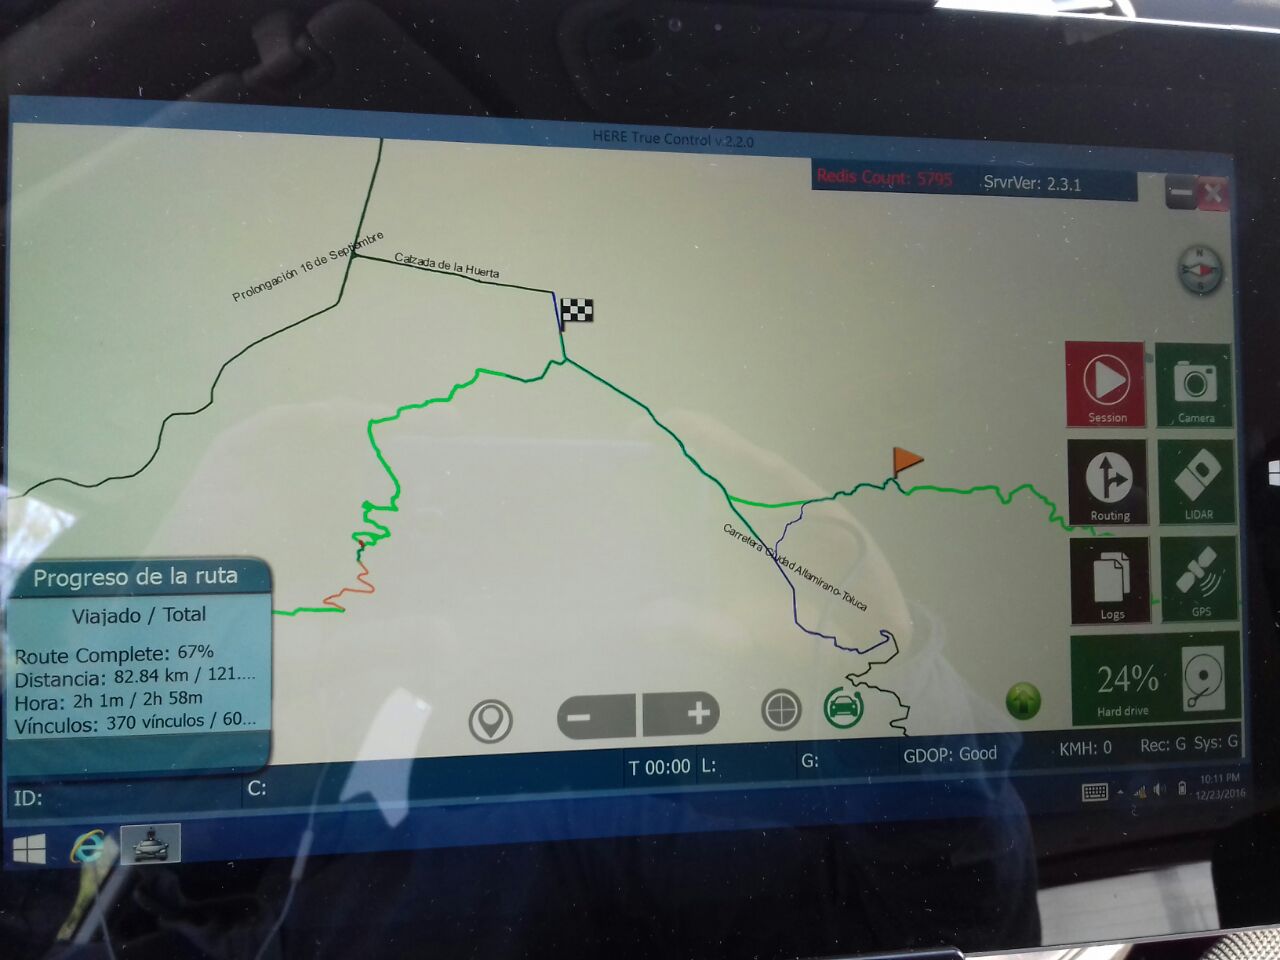 HERE True Control v.2.2.0
Redis Count: 5795 SrvrVer: 2.3.1
N
S
Prolongación 16 de Septiembre
Calzada de la Huerta
Carretera Ciudad Altamirano-Toluca
Session
Camera
Routing
LIDAR
Logs
GPS
24%
Hard drive
Progreso de la ruta
Viajado / Total
Route Complete: 67%
Distancia: 82.84 km / 121....
Hora: 2h 1m / 2h 58m
Vínculos: 370 vínculos / 60...
ID:
C:
T 00:00 L:
G:
GDOP: Good
KMH: 0
Rec: G Sys: G
10:11 PM
12/23/2016